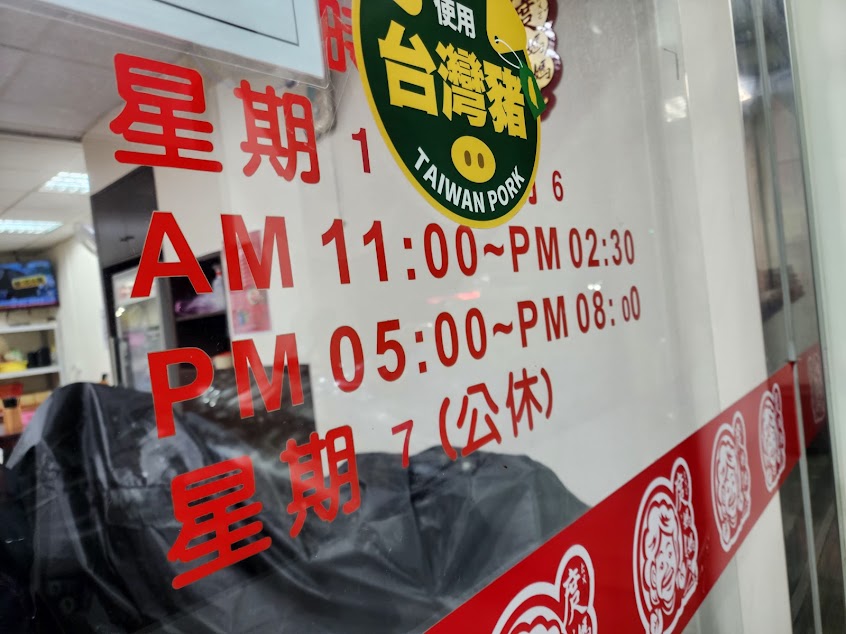 使用
台灣豬
TAIWAN PORK
星期 1 6
AM 11:00~PM 02:30
PM 05:00~PM 08:00
星期 7 (公休)